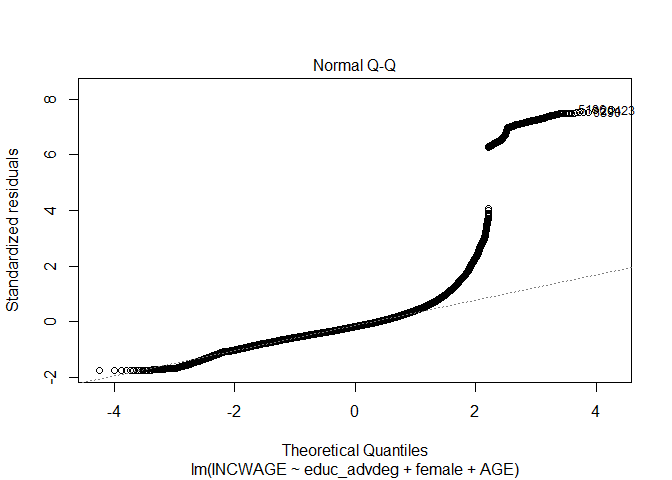 Normal Q-Q
Standardized residuals
8
6
4
2
0
-2
-4
-2
0
2
4
Theoretical Quantiles
lm(INCWAGE ~ educ_advdeg + female + AGE)